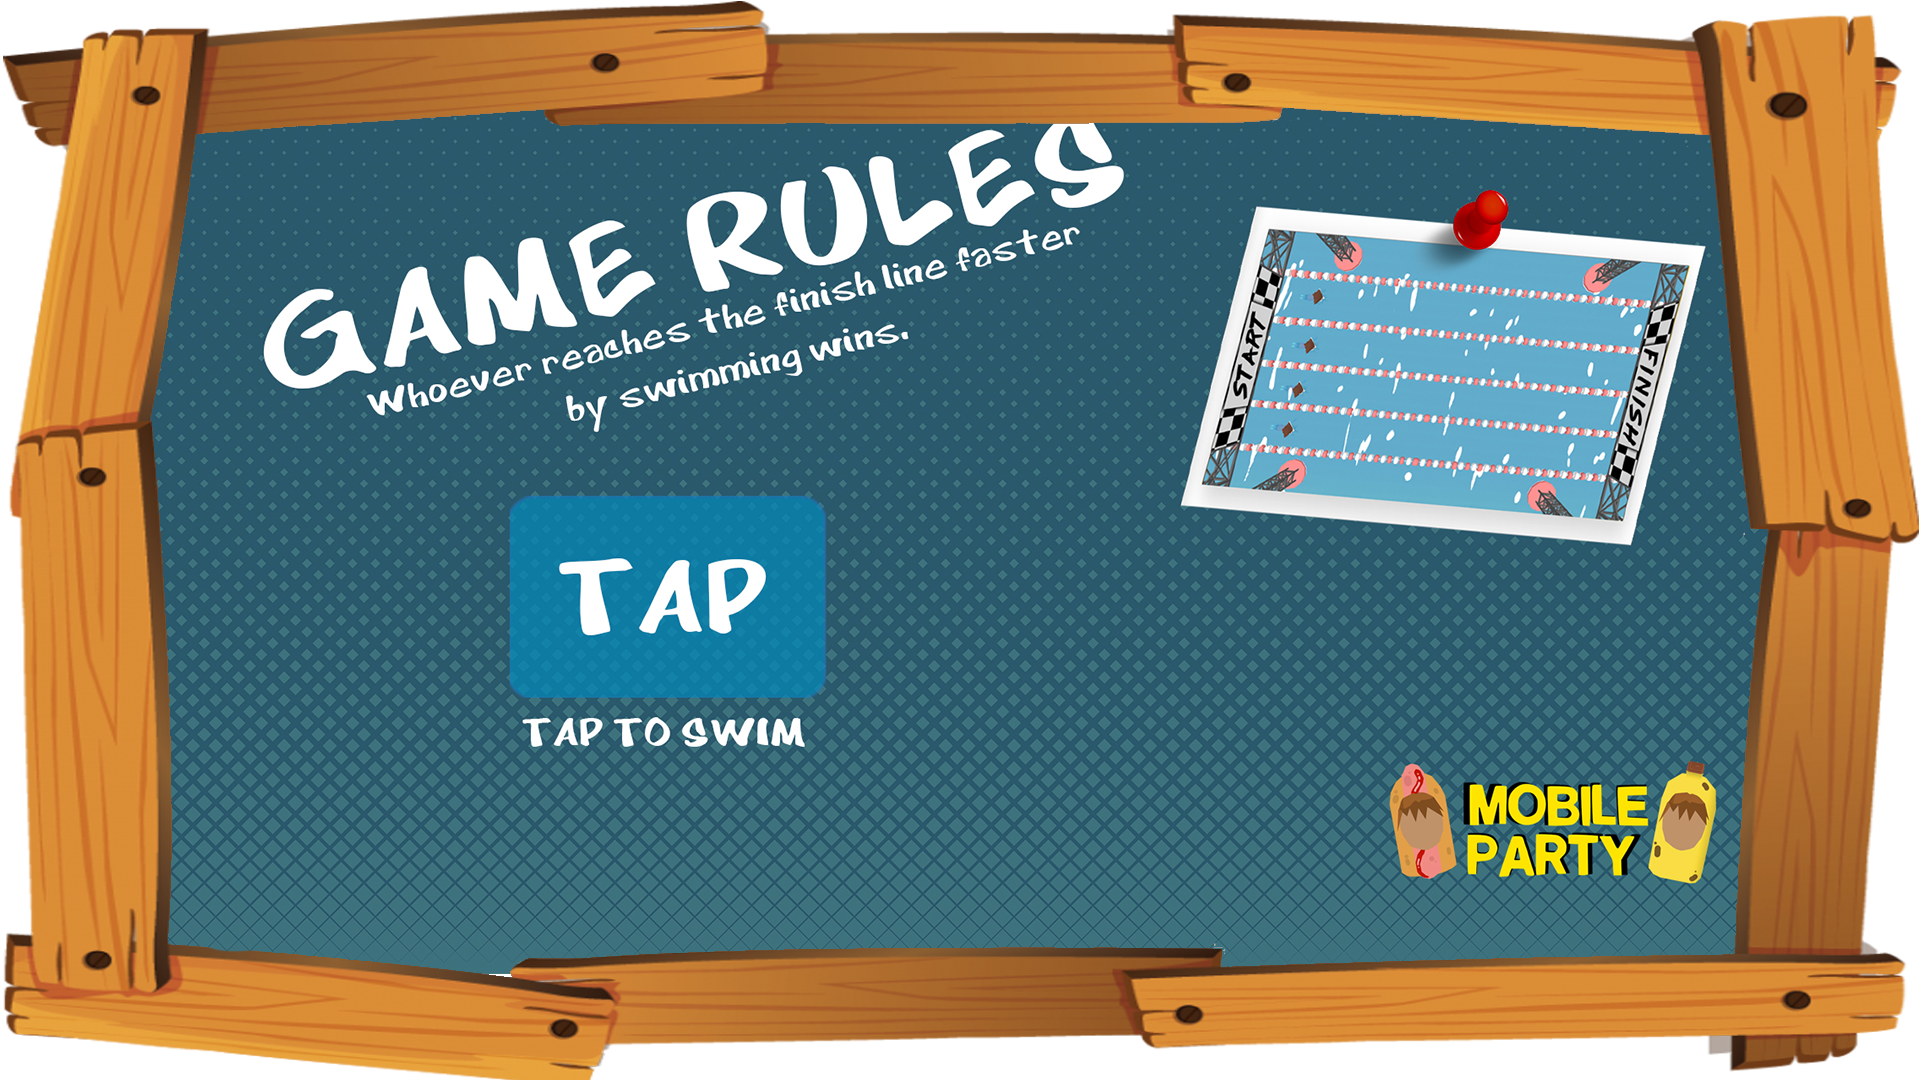 GAME RULES
Whoever reaches the finish line faster
by swimming wins.
START
FINISH
TAP
TAP TO SWIM
MOBILE
PARTY